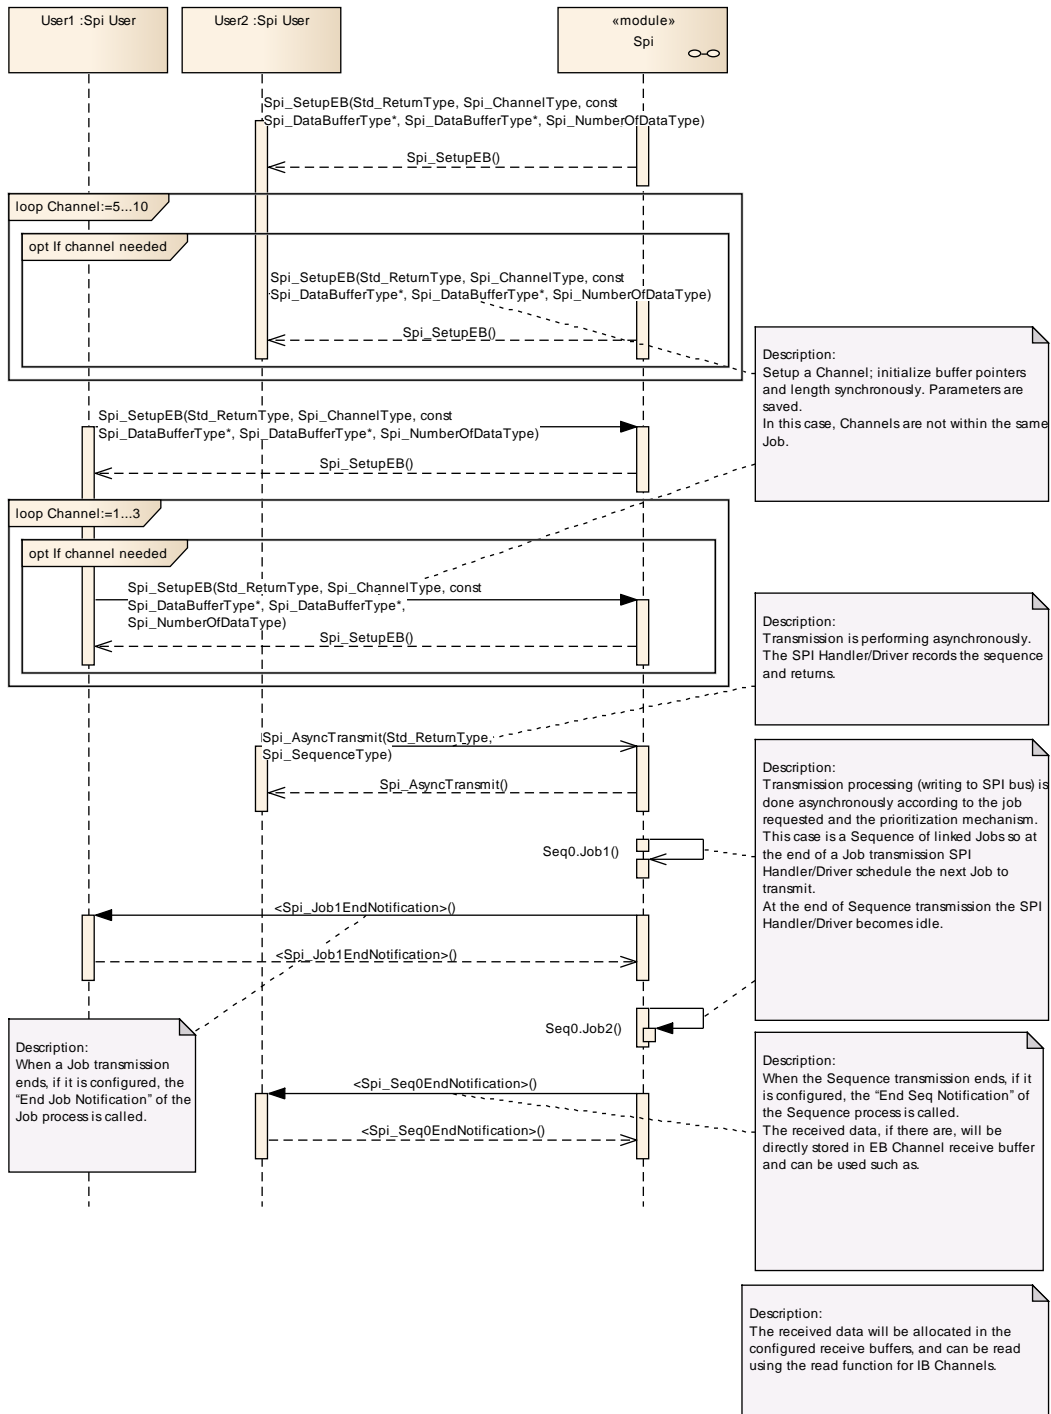 User1 :Spi User
User2 :Spi User
«module»
Spi
Spi_SetupEB(Std_ReturnType, Spi_ChannelType, const
Spi_DataBufferType*, Spi_DataBufferType*, Spi_NumberOfDataType)
Spi_SetupEB()
loop Channel:=5...10
opt If channel needed
Spi_SetupEB(Std_ReturnType, Spi_ChannelType, const
Spi_DataBufferType*, Spi_DataBufferType*, Spi_NumberOfDataType)
Spi_SetupEB()
Description:
Setup a Channel; initialize buffer pointers
and length synchronously. Parameters are
saved.
In this case, Channels are not within the same
Job.
Spi_SetupEB(Std_ReturnType, Spi_ChannelType, const
Spi_DataBufferType*, Spi_DataBufferType*, Spi_NumberOfDataType)
Spi_SetupEB()
loop Channel:=1...3
opt If channel needed
Spi_SetupEB(Std_ReturnType, Spi_ChannelType, const
Spi_DataBufferType*, Spi_DataBufferType*,
Spi_NumberOfDataType)
Spi_SetupEB()
Description:
Transmission is performing asynchronously.
The SPI Handler/Driver records the sequence
and returns.
Spi_AsyncTransmit(Std_ReturnType,
Spi_SequenceType)
Spi_AsyncTransmit()
Description:
Transmission processing (writing to SPI bus) is
done asynchronously according to the job
requested and the prioritization mechanism.
This case is a Sequence of linked Jobs so at
the end of a Job transmission SPI
Handler/Driver schedule the next Job to
transmit.
At the end of Sequence transmission the SPI
Handler/Driver becomes idle.
Seq0.Job1()
<Spi_Job1EndNotification>()
<Spi_Job1EndNotification>()
Seq0.Job2()
Description:
When a Job transmission
ends, if it is configured, the
“End Job Notification” of the
Job process is called.
<Spi_Seq0EndNotification>()
<Spi_Seq0EndNotification>()
Description:
When the Sequence transmission ends, if it
is configured, the “End Seq Notification” of
the Sequence process is called.
The received data, if there are, will be
directly stored in EB Channel receive buffer
and can be used such as.
Description:
The received data will be allocated in the
configured receive buffers, and can be read
using the read function for IB Channels.